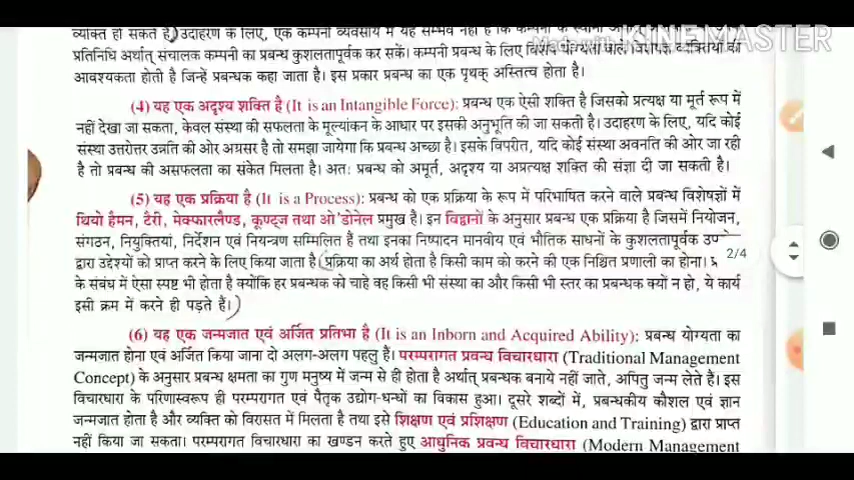 व्यक्ति हो सकते हैं) उदाहरण के लिए, एक कम्पनी व्यवसाय में यह सम्भव नहीं है कि कम्पनी के स्वामी
Made with KINEMASTER
प्रतिनिधि अर्थात् संचालक कम्पनी का प्रबन्ध कुशलतापूर्वक कर सकें। कम्पनी प्रबन्ध के लिए विशेष योग्यता वाले
आवश्यकता होती है जिन्हें प्रबन्धक कहा जाता है। इस प्रकार प्रबन्ध का एक पृथक् अस्तित्व होता है।
(4) यह एक अदृश्य शक्ति है (It is an Intangible Force): प्रबन्ध एक ऐसी शक्ति है जिसको प्रत्यक्ष या मूर्त रूप में
नहीं देखा जा सकता, केवल संस्था की सफलता के मूल्यांकन के आधार पर इसकी अनुभूति की जा सकती है। उदाहरण के लिए, यदि कोई
संस्था उत्तरोत्तर उन्नति की ओर अग्रसर है तो समझा जायेगा कि प्रबन्ध अच्छा है। इसके विपरीत, यदि कोई संस्था अवनति की ओर जा रही
है तो प्रबन्ध की असफलता का संकेत मिलता है। अतः प्रबन्ध को अमूर्त, अदृश्य या अप्रत्यक्ष शक्ति की संज्ञा दी जा सकती है।
(5) यह एक प्रक्रिया है (It is a Process): प्रबन्ध को एक प्रक्रिया के रूप में परिभाषित करने वाले प्रबन्ध विशेषज्ञों में
थियो हैमन, टैरी, मेक्फारलैण्ड, कूण्ट्ज तथा ओ'डोनेल प्रमुख हैं। इन विद्वानों के अनुसार प्रबन्ध एक प्रक्रिया है जिसमें नियोजन,
संगठन, नियुक्तियां, निर्देशन एवं नियन्त्रण सम्मिलित हैं तथा इनका निष्पादन मानवीय एवं भौतिक साधनों के कुशलतापूर्वक
2/4
द्वारा उद्देश्यों को प्राप्त करने के लिए किया जाता है। (प्रक्रिया का अर्थ होता है किसी काम को करने की एक निश्चित प्रणाली का होना।
के संबंध में ऐसा स्पष्ट भी होता है क्योंकि हर प्रबन्धक को चाहे वह किसी भी संस्था का और किसी भी स्तर का प्रबन्धक क्यों न हो, ये कार्य
इसी क्रम में करने ही पड़ते हैं।)
(6) यह एक जन्मजात एवं अर्जित प्रतिभा है (It is an Inborn and Acquired Ability): प्रबन्ध योग्यता का
जन्मजात होना एवं अर्जित किया जाना दो अलग-अलग पहलु हैं। परम्परागत प्रबन्ध विचारधारा (Traditional Management
Concept) के अनुसार प्रबन्ध क्षमता का गुण मनुष्य में जन्म से ही होता है अर्थात् प्रबन्धक बनाये नहीं जाते, अपितु जन्म लेते हैं। इस
विचारधारा के परिणास्वरूप ही परम्परागत एवं पैतृक उद्योग-धन्धों का विकास हुआ। दूसरे शब्दों में, प्रबन्धकीय कौशल एवं ज्ञान
जन्मजात होता है और व्यक्ति को विरासत में मिलता है तथा इसे शिक्षण एवं प्रशिक्षण (Education and Training) द्वारा प्राप्त
नहीं किया जा सकता। परम्परागत विचारधारा का खण्डन करते हुए आधुनिक प्रबन्ध विचारधारा (Modern Management